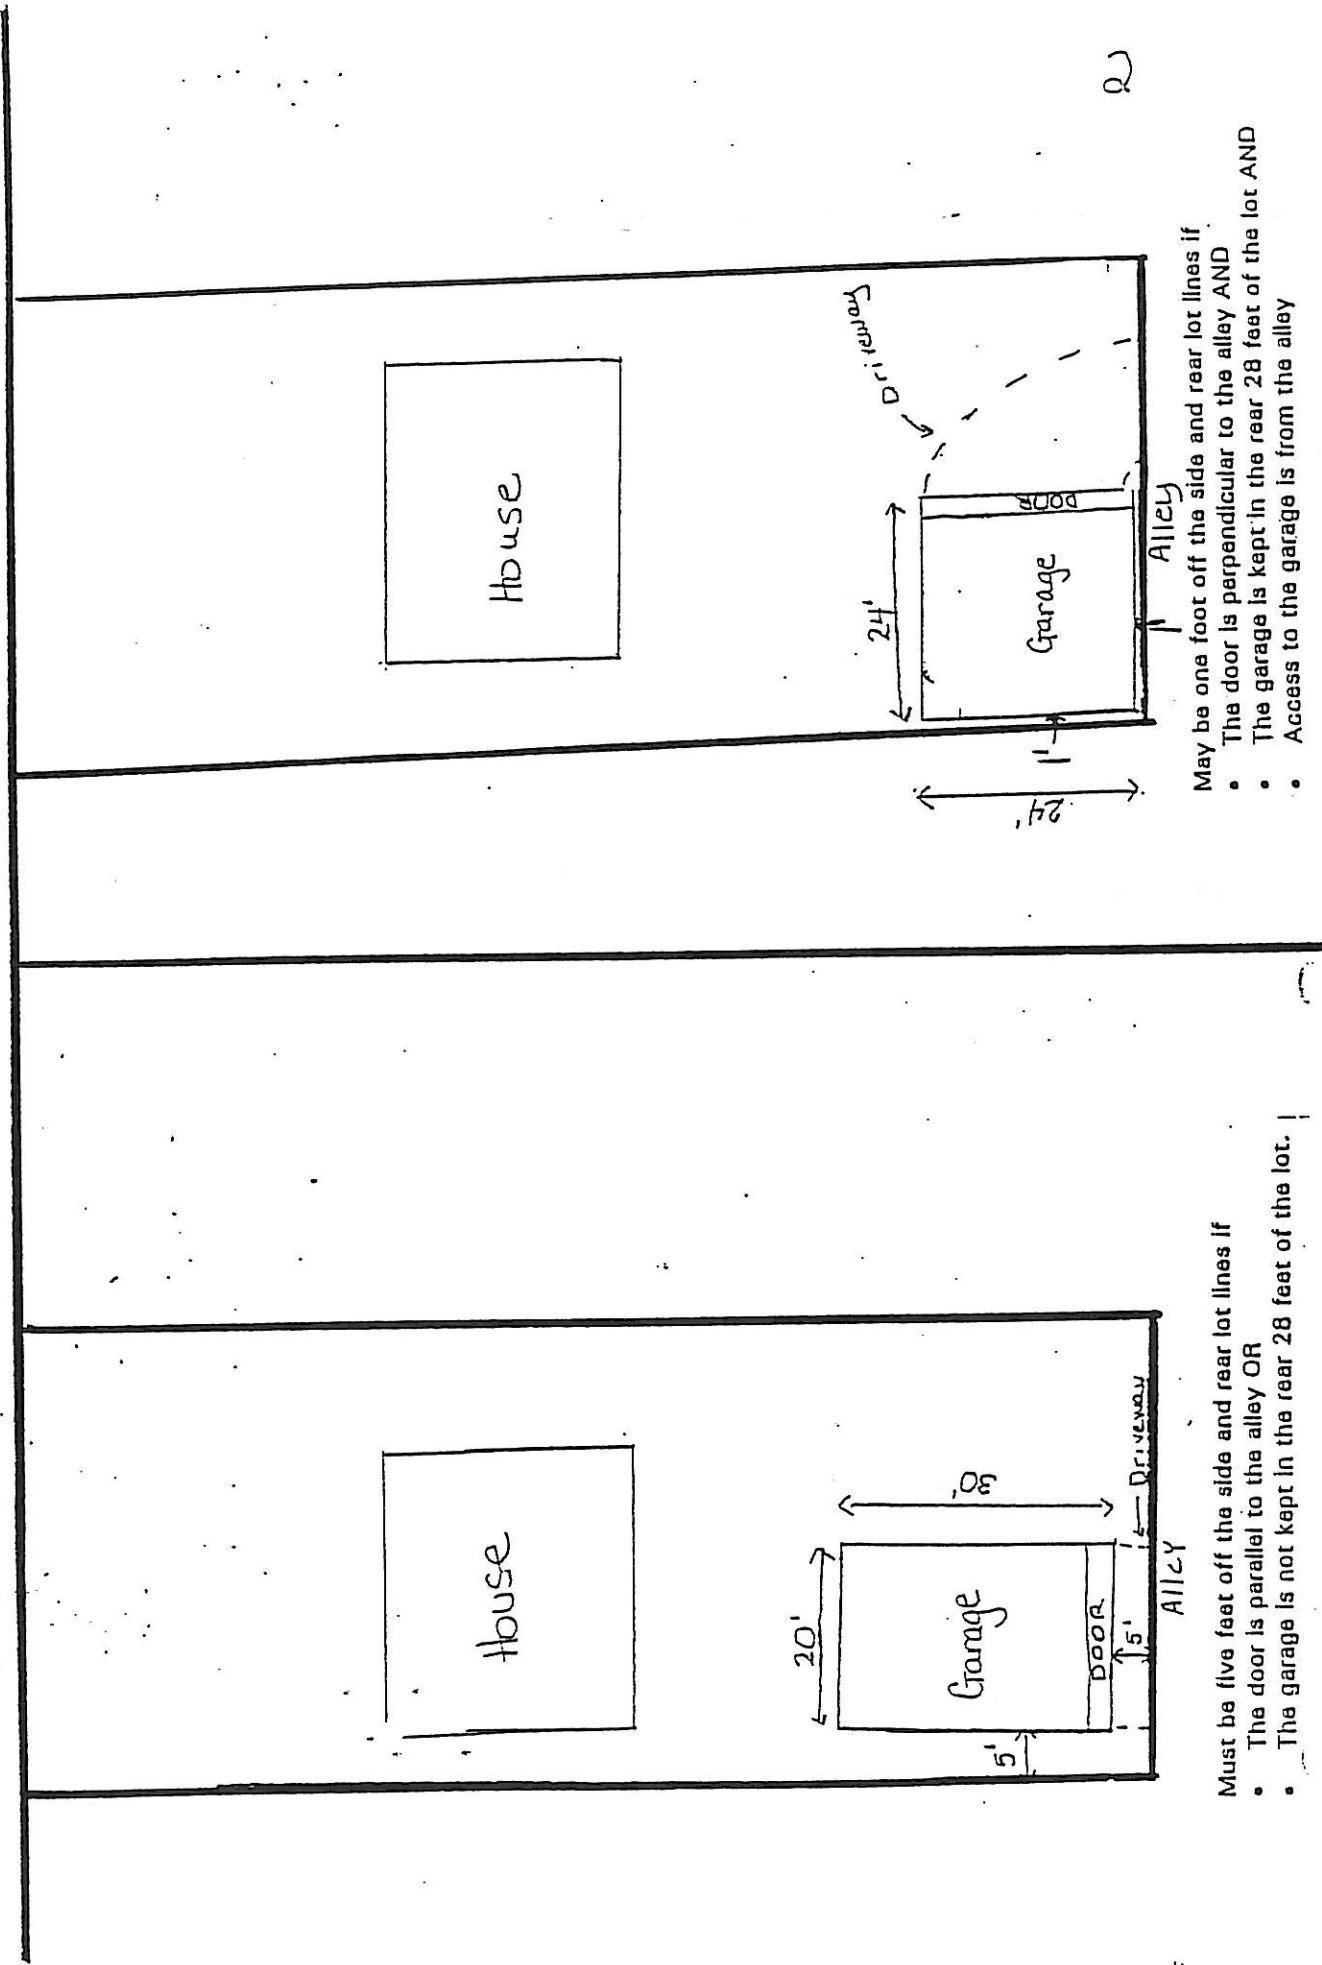 House
20'
30'
Garage
DOOR
5'
5'
Driveway
Alley
Must be five feet off the side and rear lot lines if
• The door is parallel to the alley OR
• The garage is not kept in the rear 28 feet of the lot.
House
Driveway
24'
24'
Garage
DOOR
1'
1'
Alley
May be one foot off the side and rear lot lines if
• The door is perpendicular to the alley AND
• The garage is kept in the rear 28 feet of the lot AND
• Access to the garage is from the alley
2